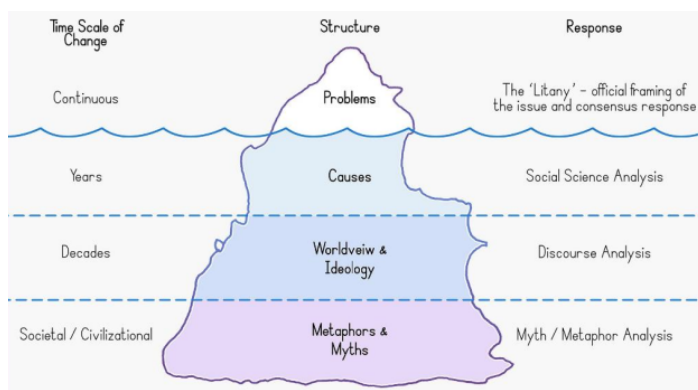 Time Scale of
Change
Structure
Response
Continuous
Problems
The 'Litany' – official framing of
the issue and consensus response
Years
Causes
Social Science Analysis
Decades
Worldveiw &
Ideology
Discourse Analysis
Societal / Civilizational
Metaphors &
Myths
Myth / Metaphor Analysis